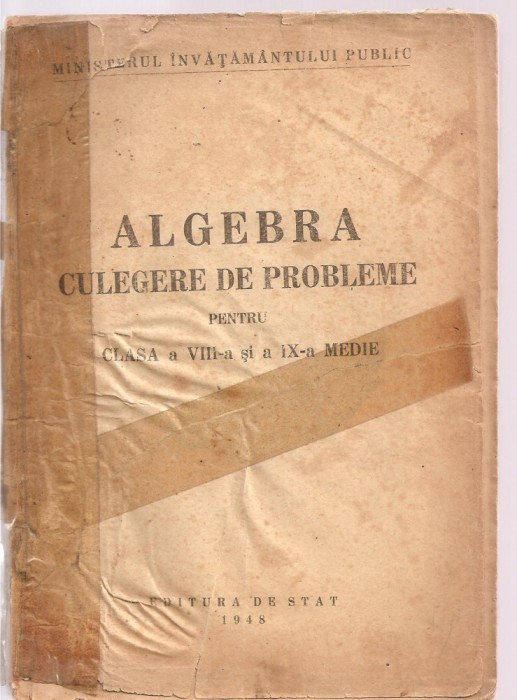 MINISTERUL ÎNVĂȚĂMÂNTULUI PUBLIC
ALGEBRA
CULEGERE DE PROBLEME
PENTRU
CLASA a VIII-a și a IX-a MEDIE
EDITURA DE STAT
1948